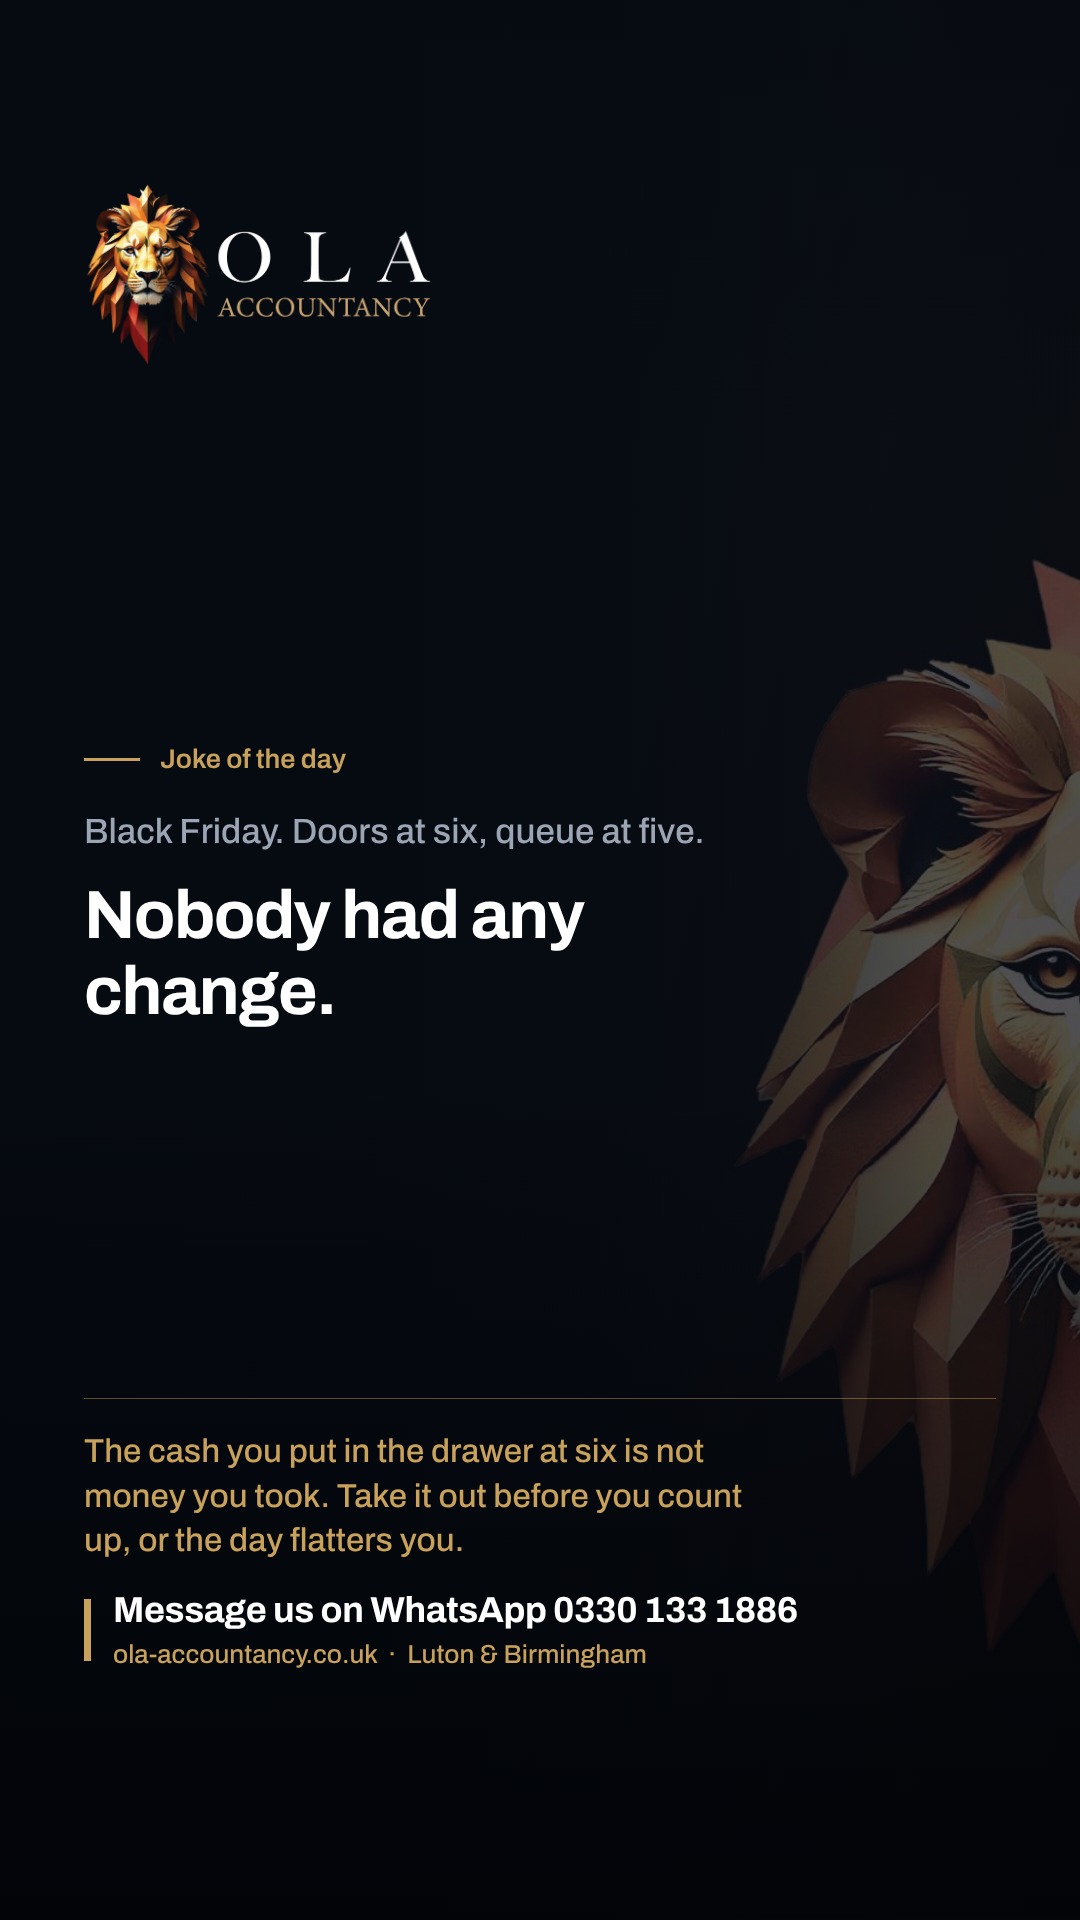 OLA
ACCOUNTANCY
Joke of the day
Black Friday. Doors at six, queue at five.
Nobody had any
change.
The cash you put in the drawer at six is not
money you took. Take it out before you count
up, or the day flatters you.
Message us on WhatsApp 0330 133 1886
ola-accountancy.co.uk · Luton & Birmingham